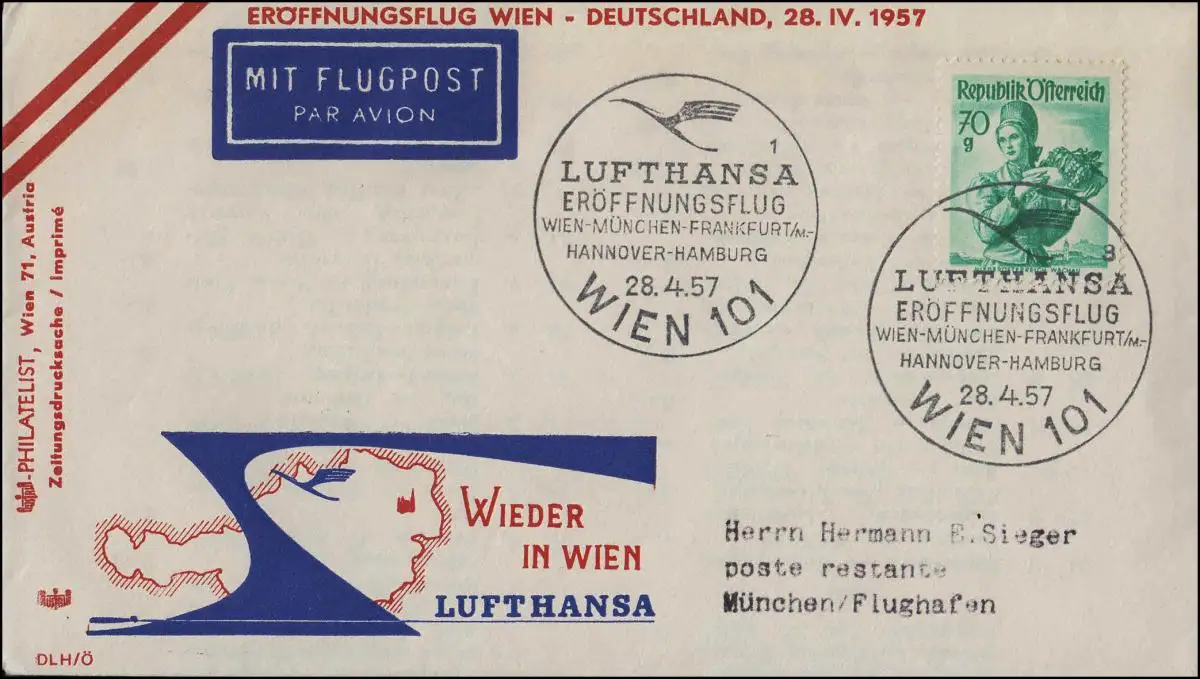 ERÖFFNUNGSFLUG WIEN - DEUTSCHLAND, 28. IV. 1957
MIT FLUGPOST
PAR AVION
1
LUFTHANSA
ERÖFFNUNGSFLUG
WIEN-MÜNCHEN-FRANKFURT/M.-
HANNOVER-HAMBURG
28.4.57
WIEN 101
Republik Österreich
70
g
8
LUFTHANSA
ERÖFFNUNGSFLUG
WIEN-MÜNCHEN-FRANKFURT/M.-
HANNOVER-HAMBURG
28.4.57
WIEN 101
-PHILATELIST, Wien 71, Austria
Zeitungsdrucksache / Imprimé
WIEDER
IN WIEN
LUFTHANSA
Herrn Hermann E.Sieger
poste restante
München/Flughafen
DLH/Ö